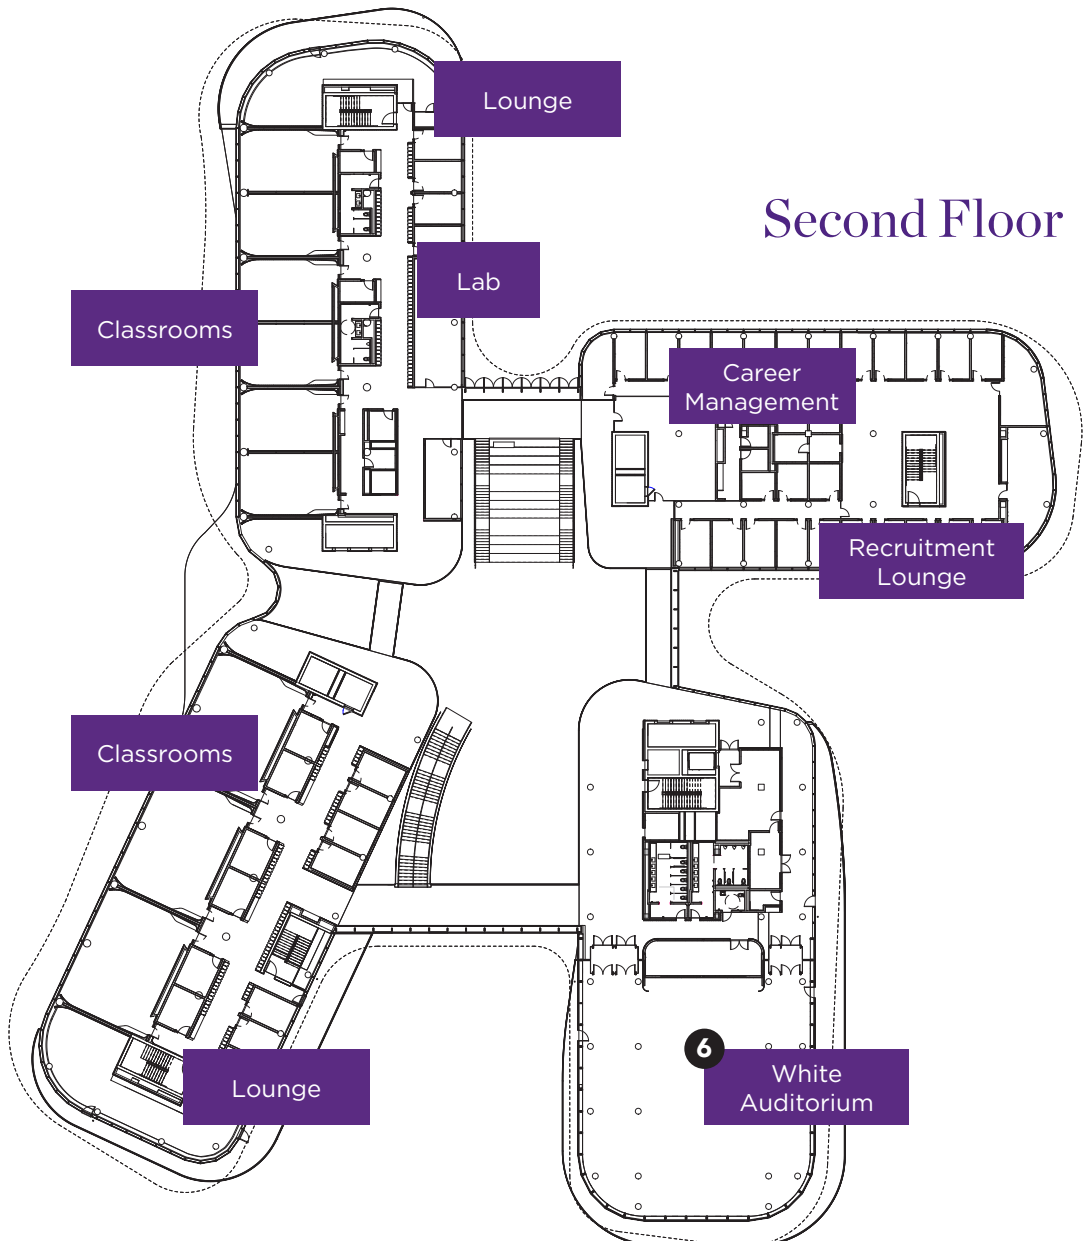 Lounge
Second Floor
Lab
Classrooms
Career
Management
Recruitment
Lounge
Classrooms
6
White
Auditorium
Lounge